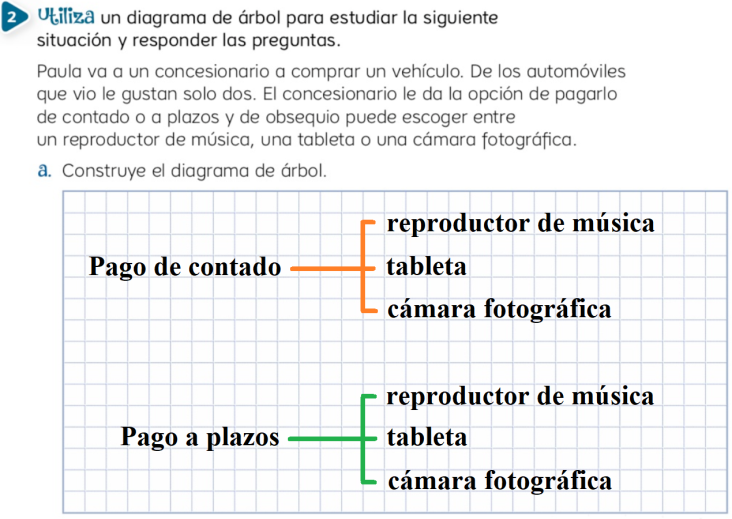 2 Utiliza un diagrama de árbol para estudiar la siguiente
situación y responder las preguntas.
Paula va a un concesionario a comprar un vehículo. De los automóviles
que vio le gustan solo dos. El concesionario le da la opción de pagarlo
de contado o a plazos y de obsequio puede escoger entre
un reproductor de música, una tableta o una cámara fotográfica.
a. Construye el diagrama de árbol.
reproductor de música
Pago de contado tableta
cámara fotográfica
reproductor de música
Pago a plazos tableta
cámara fotográfica